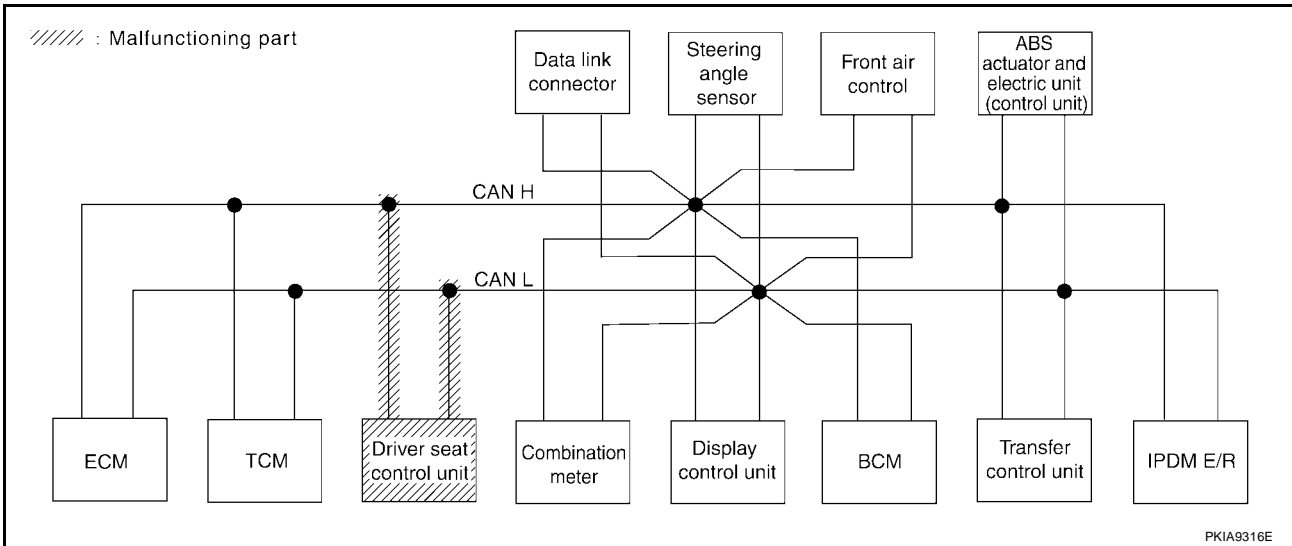 : Malfunctioning part
Data link
connector
Steering
angle
sensor
Front air
control
ABS
actuator and
electric unit
(control unit)
CAN H
CAN L
ECM
TCM
Driver seat
control unit
Combination
meter
Display
control unit
BCM
Transfer
control unit
IPDM E/R
PKIA9316E